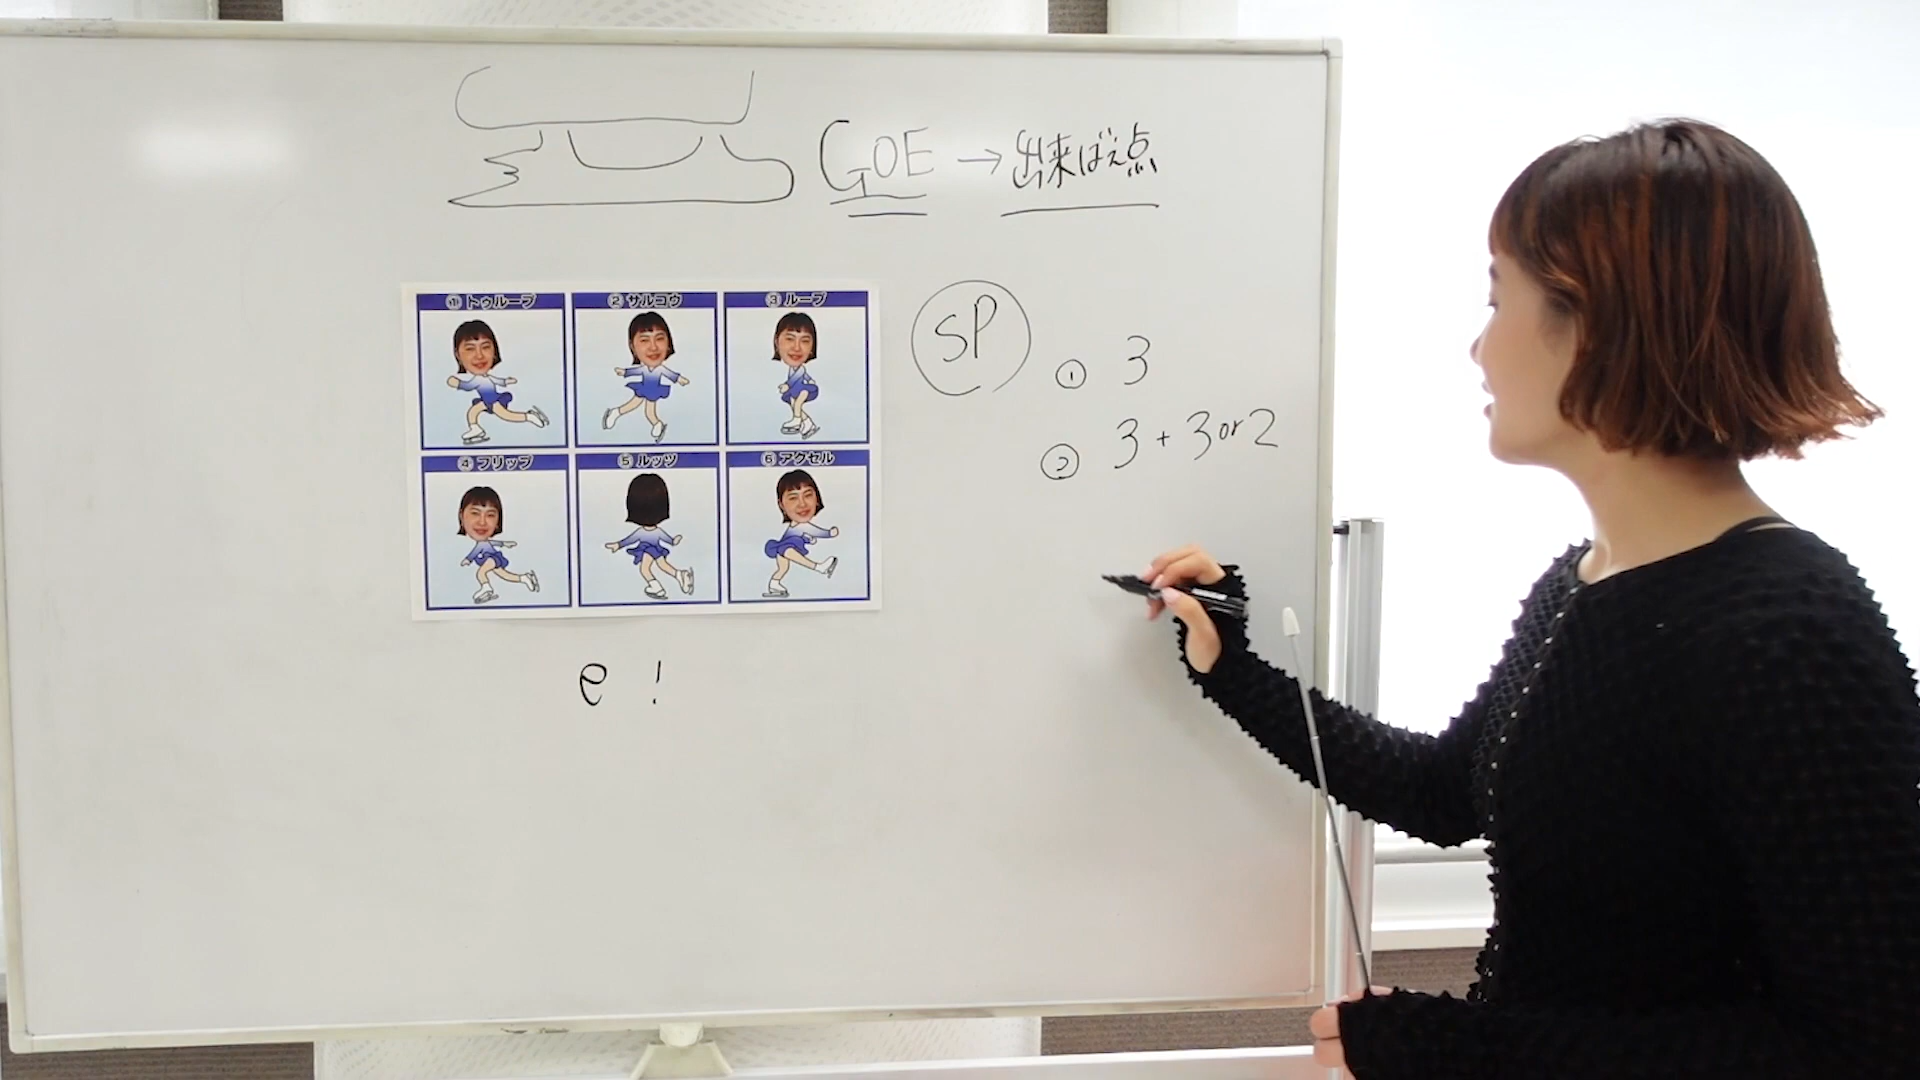 GOE → 出来ばえ点
① トゥループ
② サルコウ
③ ループ
④ フリップ
⑤ ルッツ
⑥ アクセル
SP
① 3
② 3 + 3 or 2
e !